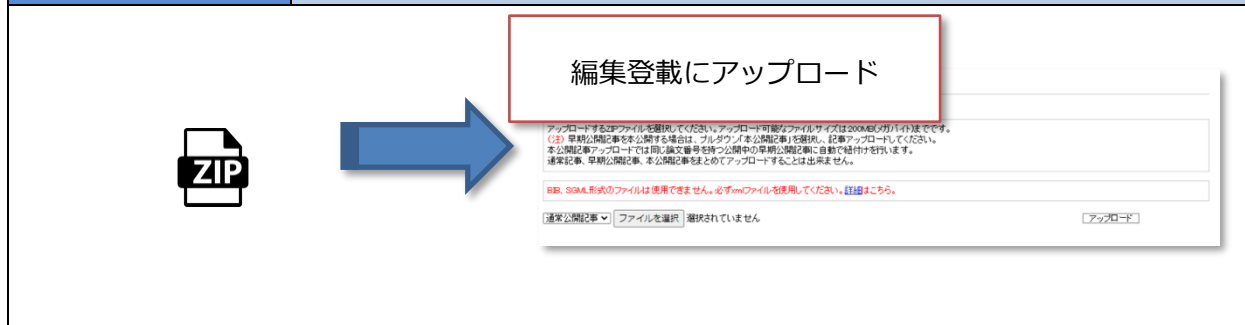 編集登載にアップロード
アップロードするZIPファイルを選択してください。アップロード可能なファイルサイズは200MB(メガバイト)までです。
(注) 早期公開記事を本公開する場合は、プルダウン「本公開記事」を選択し、記事アップロードしてください。
本公開記事アップロードでは同じ論文番号を持つ公開中の早期公開記事に自動で紐付けを行います。
通常記事、早期公開記事、本公開記事をまとめてアップロードすることは出来ません。
ZIP
BIB、SGML形式のファイルは使用できません。必ずxmlファイルを使用してください。詳細はこちら。
通常公開記事 ファイルを選択 選択されていません アップロード